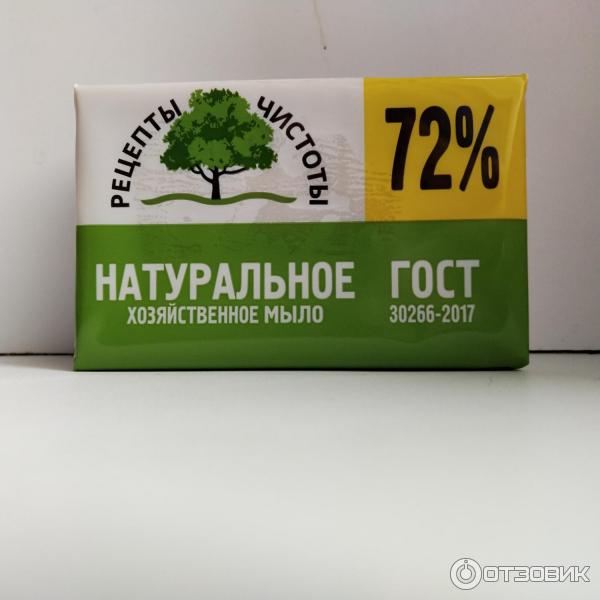 РЕЦЕПТЫ ЧИСТОТЫ
72%
НАТУРАЛЬНОЕ
ХОЗЯЙСТВЕННОЕ МЫЛО
ГОСТ
30266-2017
ОТЗОВИК